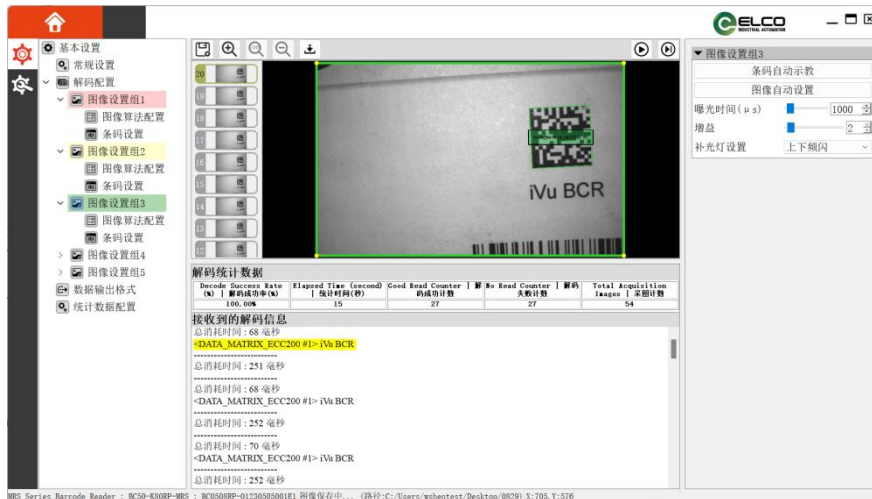 ELCO
INDUSTRIAL AUTOMATION
基本设置
常规设置
解码配置
图像设置组1
图像算法配置
条码设置
图像设置组2
图像算法配置
条码设置
图像设置组3
图像算法配置
条码设置
图像设置组4
图像设置组5
数据输出格式
统计数据配置
20
19
18
17
16
15
14
13
12
iVu BCR
解码统计数据
Decode Success Rate (%) | 解码成功率(%)
Elapsed Time (second) | 统计时间(秒)
Good Read Counter | 解码成功计数
No Read Counter | 解码失败计数
Total Acquisition Images | 采图计数
100.00% 15 27 27 54
接收到的解码信息
总消耗时间 : 68 毫秒
<DATA_MATRIX_ECC200 #1> iVu BCR
-------------------------
总消耗时间 : 251 毫秒
-------------------------
总消耗时间 : 68 毫秒
<DATA_MATRIX_ECC200 #1> iVu BCR
-------------------------
总消耗时间 : 252 毫秒
-------------------------
总消耗时间 : 70 毫秒
<DATA_MATRIX_ECC200 #1> iVu BCR
-------------------------
总消耗时间 : 252 毫秒
图像设置组3
条码自动示教
图像自动设置
曝光时间(μs) 1000
增益 2
补光灯设置 上下频闪
MRS Series Barcode Reader : BC50-K80RP-MRS : BC0508RP-01230505001E1 图像保存中... (路径:C:/Users/wshentest/Desktop/0829) X:705,Y:576